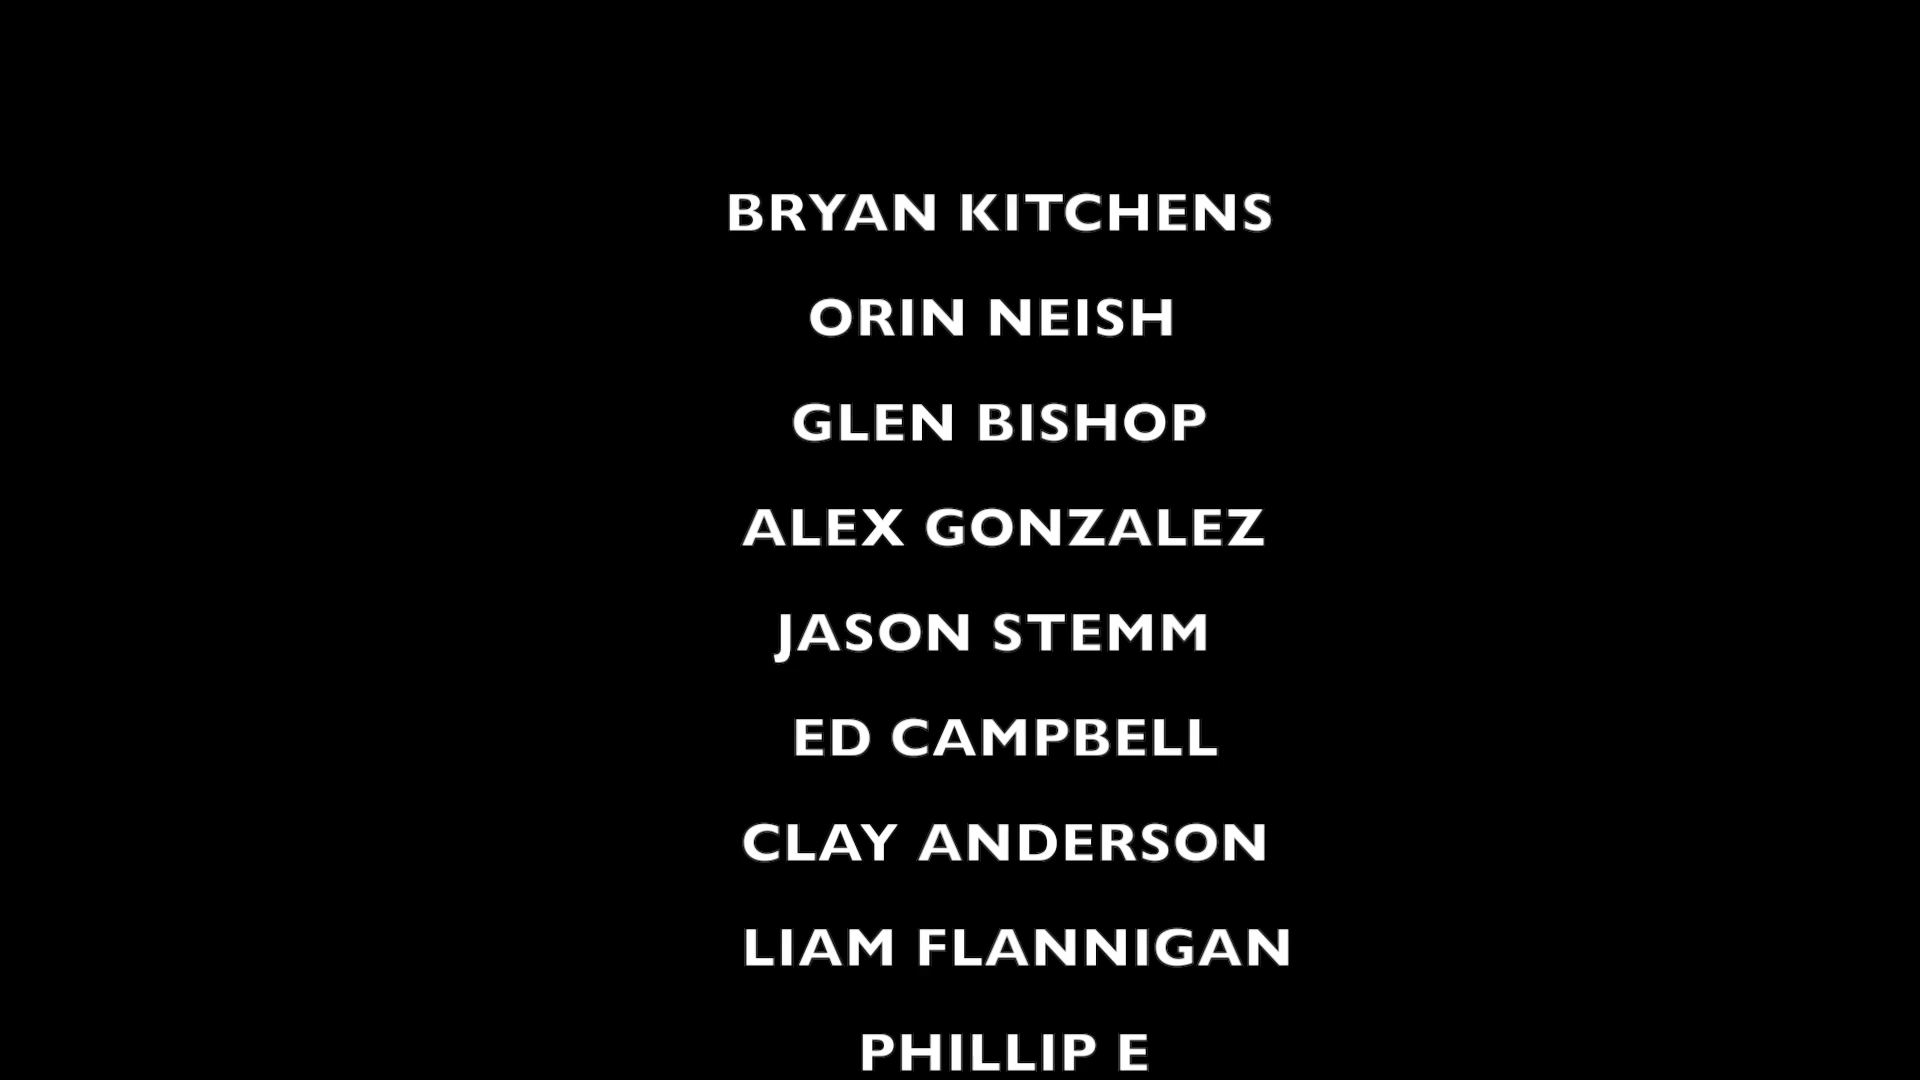 BRYAN KITCHENS
ORIN NEISH
GLEN BISHOP
ALEX GONZALEZ
JASON STEMM
ED CAMPBELL
CLAY ANDERSON
LIAM FLANNIGAN
PHILLIP E